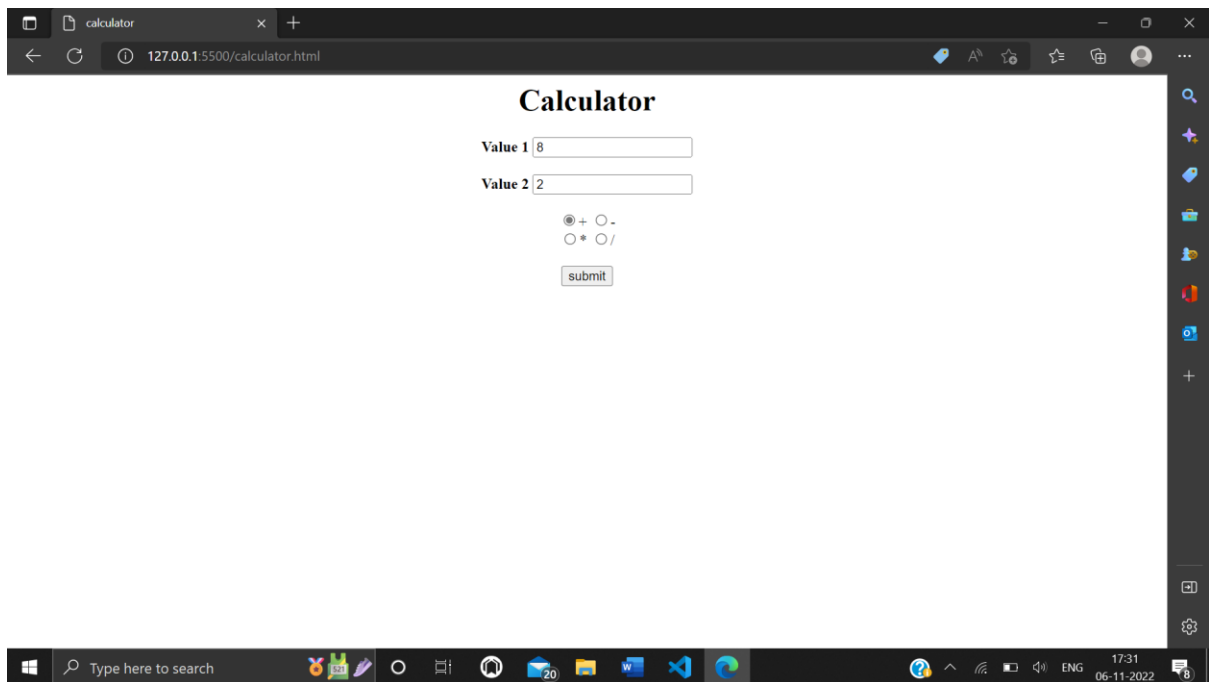 calculator
127.0.0.1:5500/calculator.html
Calculator
Value 1 8
Value 2 2
+ -
* /
submit
Type here to search
521
20
W
ENG
17:31
06-11-2022
8